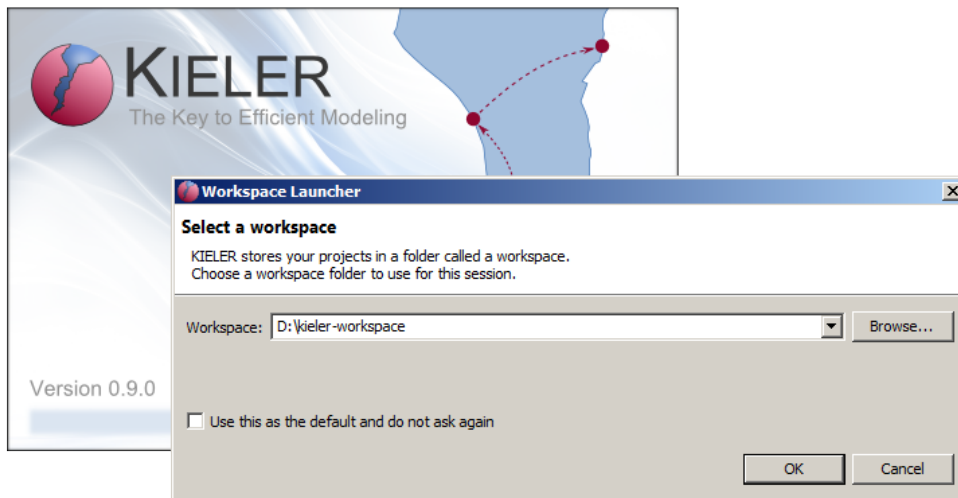 KIELER
The Key to Efficient Modeling
Workspace Launcher
Select a workspace
KIELER stores your projects in a folder called a workspace.
Choose a workspace folder to use for this session.
Workspace: D:\kieler-workspace Browse...
Version 0.9.0
Use this as the default and do not ask again
OK Cancel